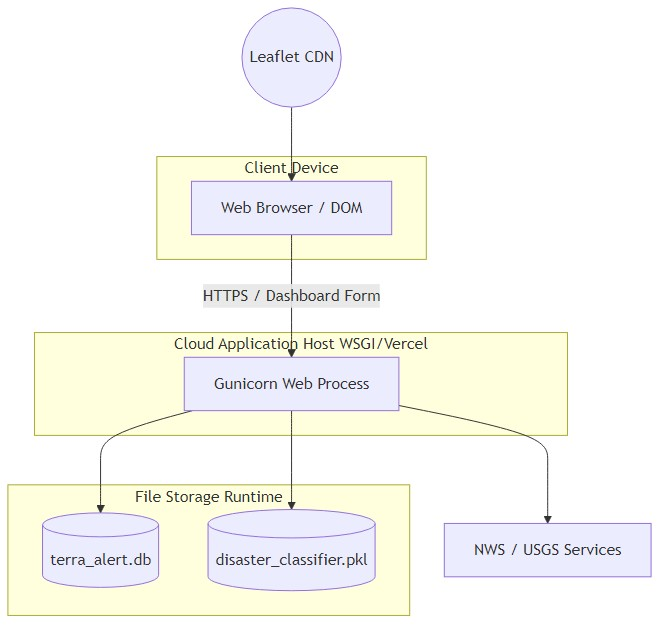 Leaflet CDN
Client Device
Web Browser / DOM
HTTPS / Dashboard Form
Cloud Application Host WSGI/Vercel
Gunicorn Web Process
File Storage Runtime
terra_alert.db
disaster_classifier.pkl
NWS / USGS Services